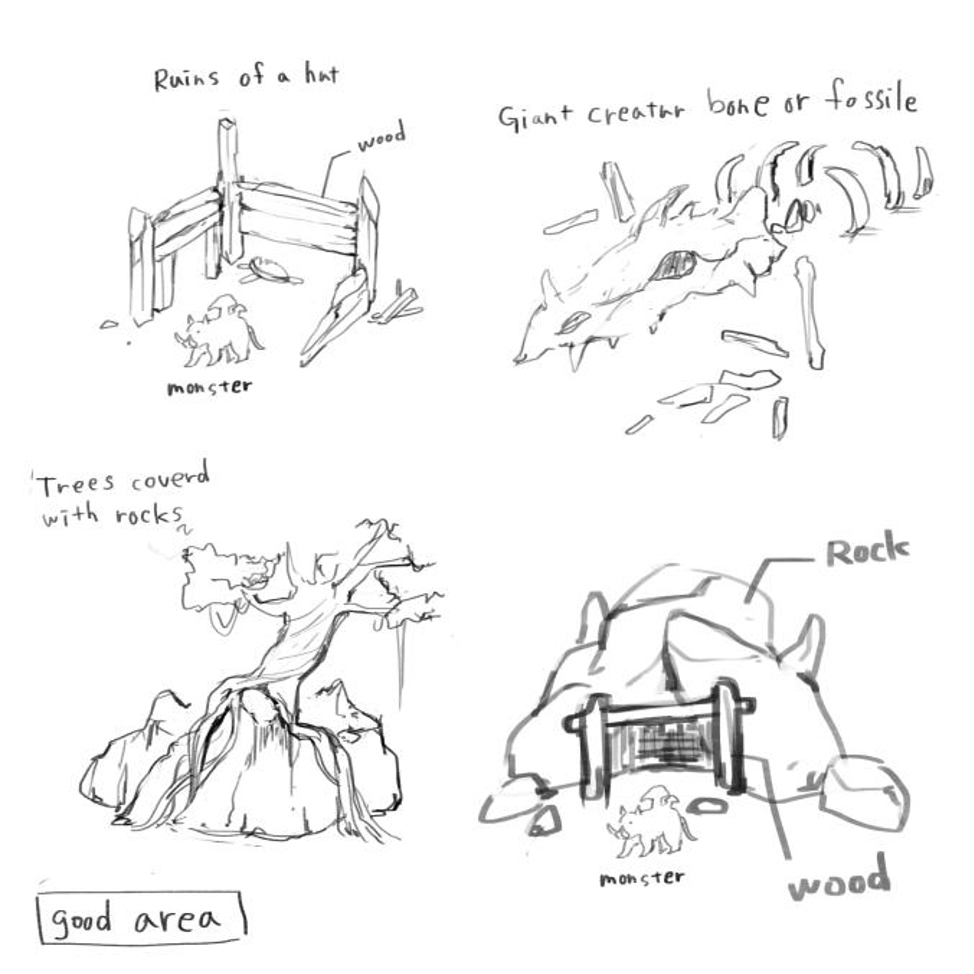 Ruins of a hut
wood
monster
Giant creatur bone or fossile
Trees coverd
with rocks
Rock
monster
wood
good area